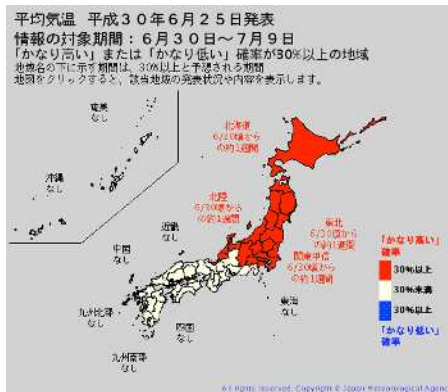 平均気温 平成３０年６月２５日発表
情報の対象期間：６月３０日～７月９日
「かなり高い」または「かなり低い」確率が30%以上の地域
地域名の下に示す期間は、30%以上と予想される期間
地図をクリックすると、該当地域の発表状況や内容を表示します。
奄美
なし
沖縄
なし
北海道
6/30頃から
の約1週間
北陸
6/30頃から
の約1週間
東北
6/30頃から
の約1週間
関東甲信
6/30頃から
の約1週間
近畿
なし
中国
なし
東海
なし
四国
なし
九州北部
なし
九州南部
なし
「かなり高い」
確率
30%以上
30%未満
30%以上
「かなり低い」
確率
All rights reserved. Copyright © Japan Meteorological Agency